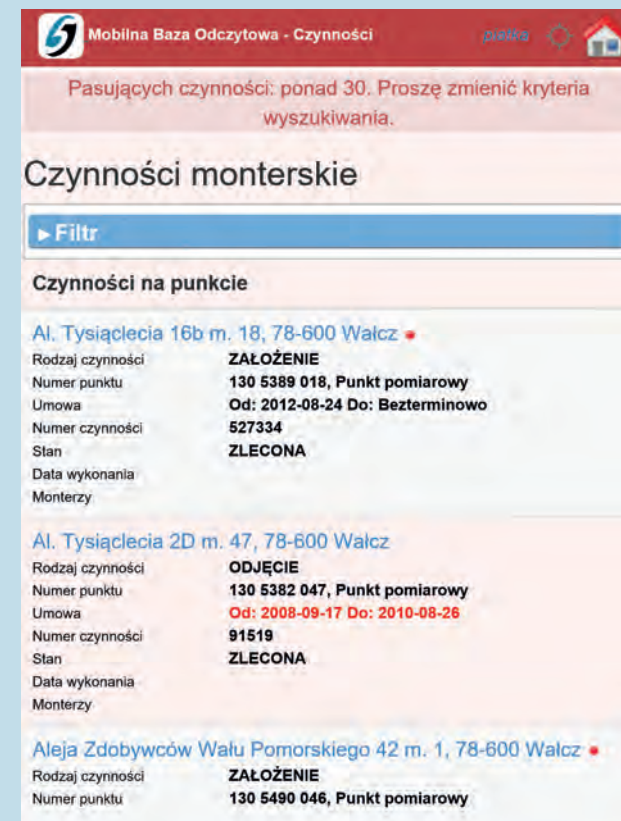 Mobilna Baza Odczytowa - Czynności
Pasujących czynności: ponad 30. Proszę zmienić kryteria
wyszukiwania.
Czynności monterskie
▸ Filtr
Czynności na punkcie
Al. Tysiąclecia 16b m. 18, 78-600 Wałcz
Rodzaj czynności ZAŁOŻENIE
Numer punktu 130 5389 018, Punkt pomiarowy
Umowa Od: 2012-08-24 Do: Bezterminowo
Numer czynności 527334
Stan ZLECONA
Data wykonania
Monterzy
Al. Tysiąclecia 2D m. 47, 78-600 Wałcz
Rodzaj czynności ODJĘCIE
Numer punktu 130 5382 047, Punkt pomiarowy
Umowa Od: 2008-09-17 Do: 2010-08-26
Numer czynności 91519
Stan ZLECONA
Data wykonania
Monterzy
Aleja Zdobywców Wału Pomorskiego 42 m. 1, 78-600 Wałcz
Rodzaj czynności ZAŁOŻENIE
Numer punktu 130 5490 046, Punkt pomiarowy